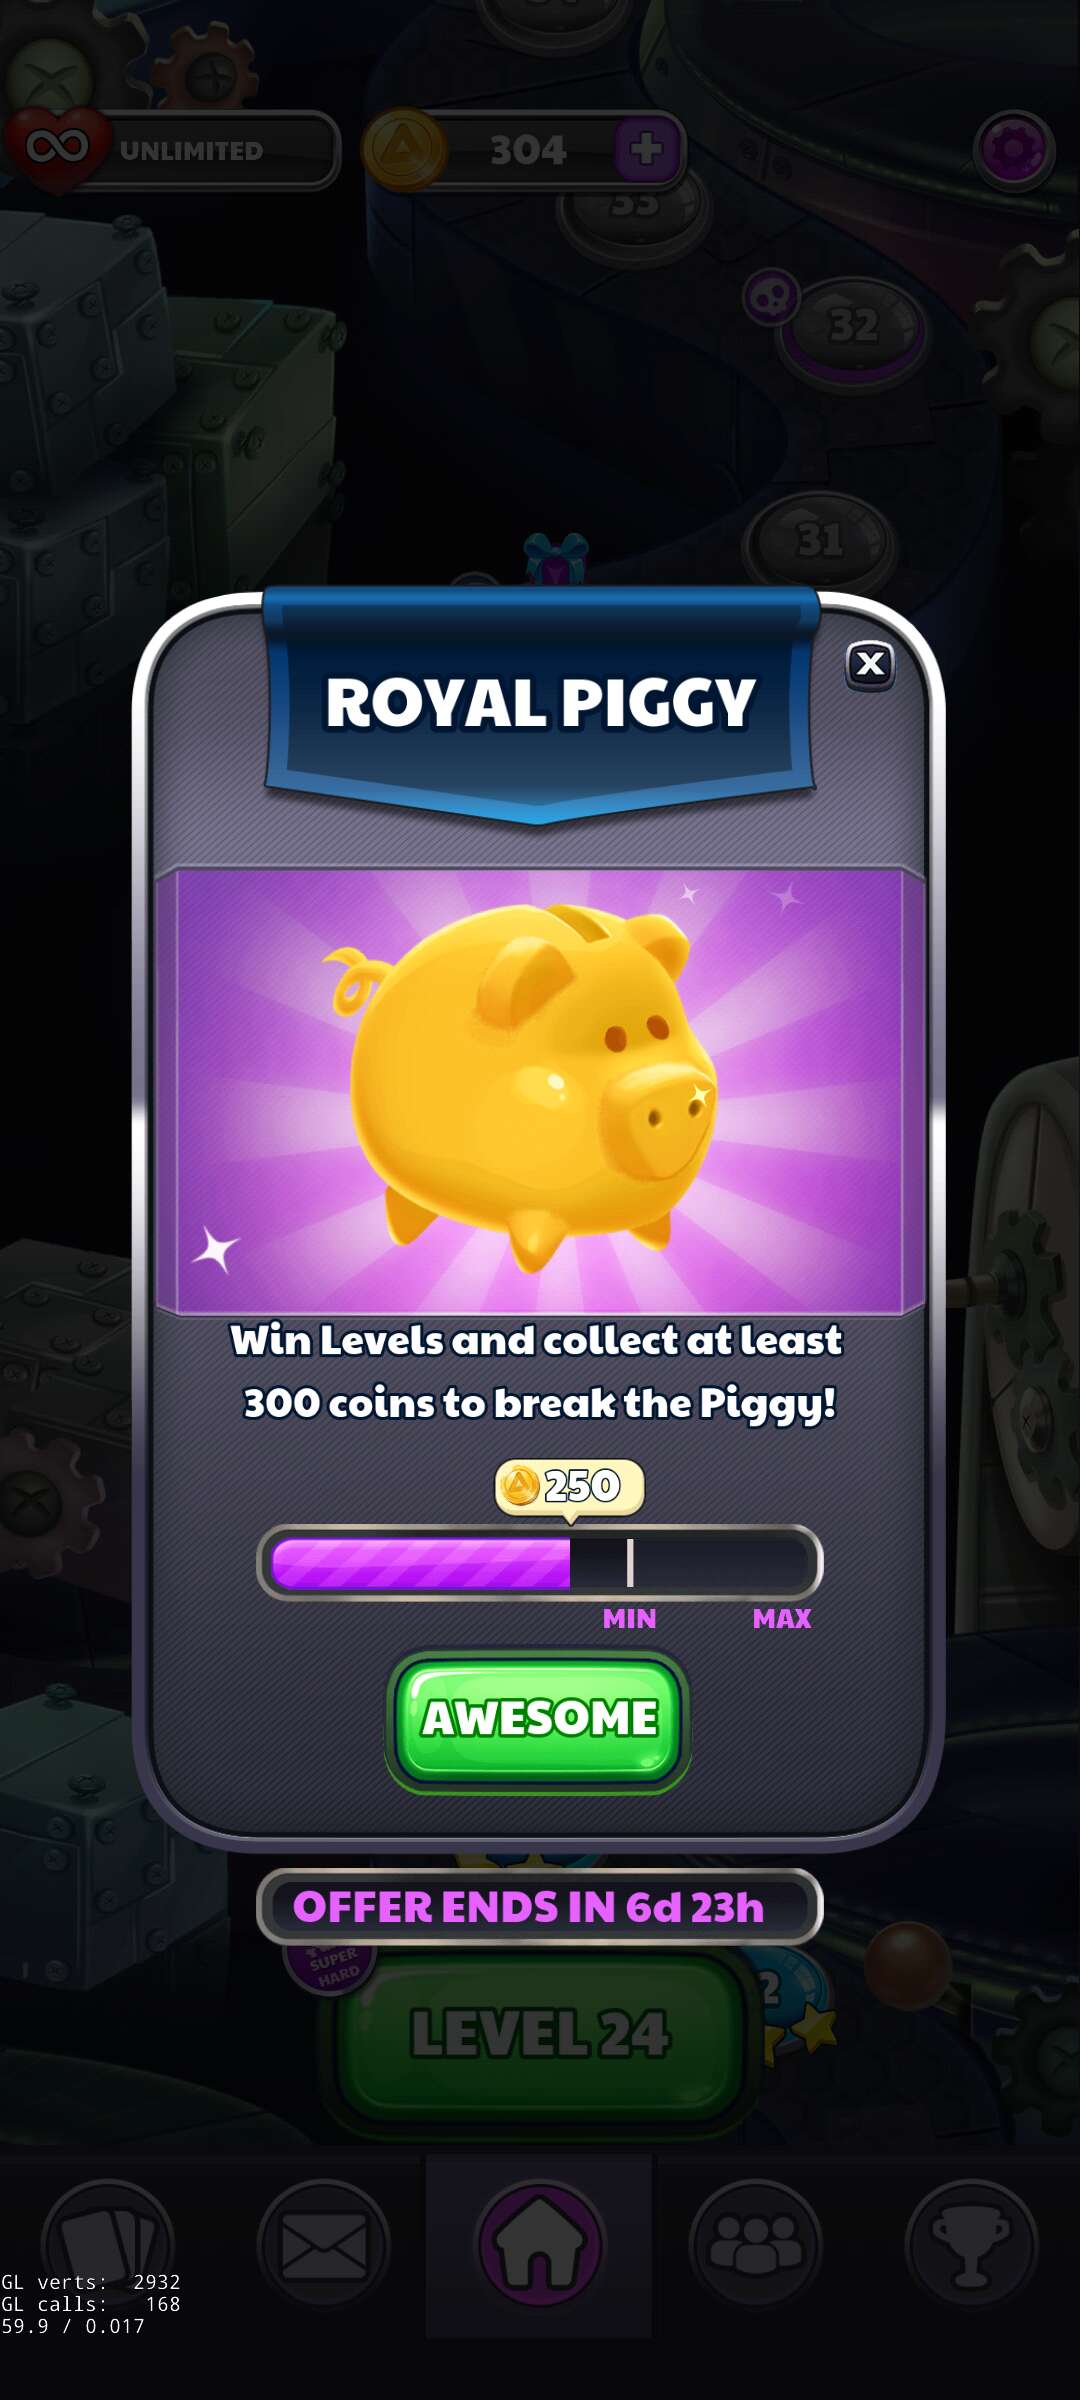 UNLIMITED
304
33
32
31
ROYAL PIGGY
Win Levels and collect at least
300 coins to break the Piggy!
250
MIN MAX
AWESOME
OFFER ENDS IN 6d 23h
SUPER
HARD
2
LEVEL 24
GL verts: 2932
GL calls: 168
59.9 / 0.017